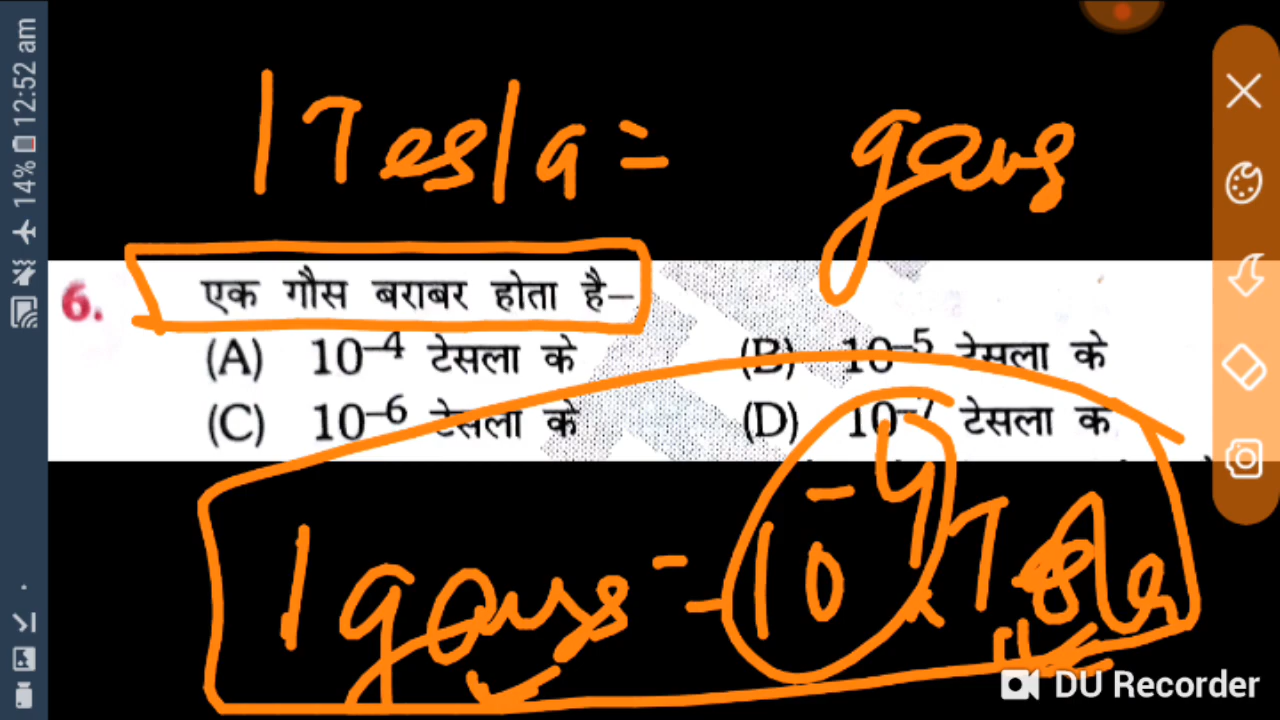 1 Tesla = gaus
6. एक गौस बराबर होता है–
(A) 10⁻⁴ टेसला के (B) 10⁻⁵ टेसला के
(C) 10⁻⁶ टेसला के (D) 10⁻⁷ टेसला के
1 gauss = 10⁻⁴ Tesla
DU Recorder
14% 12:52 am